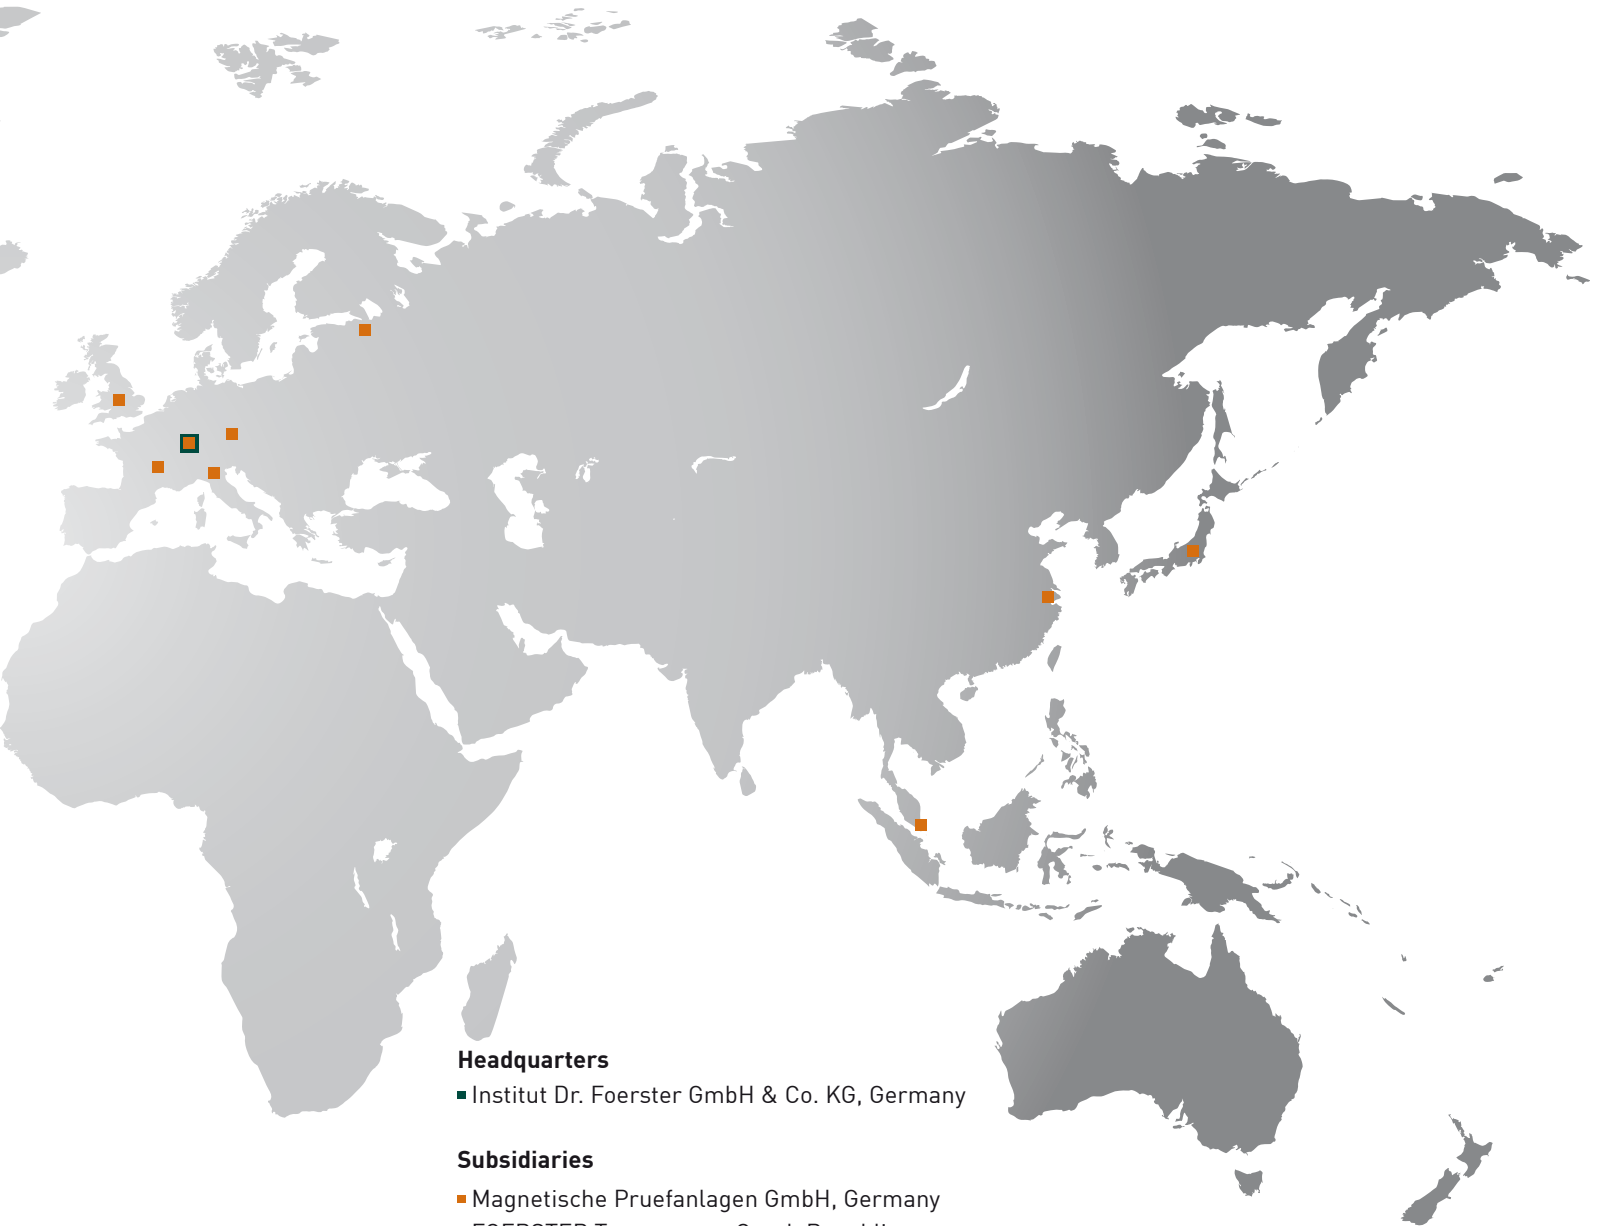 Headquarters
Institut Dr. Foerster GmbH & Co. KG, Germany
Subsidiaries
Magnetische Pruefanlagen GmbH, Germany